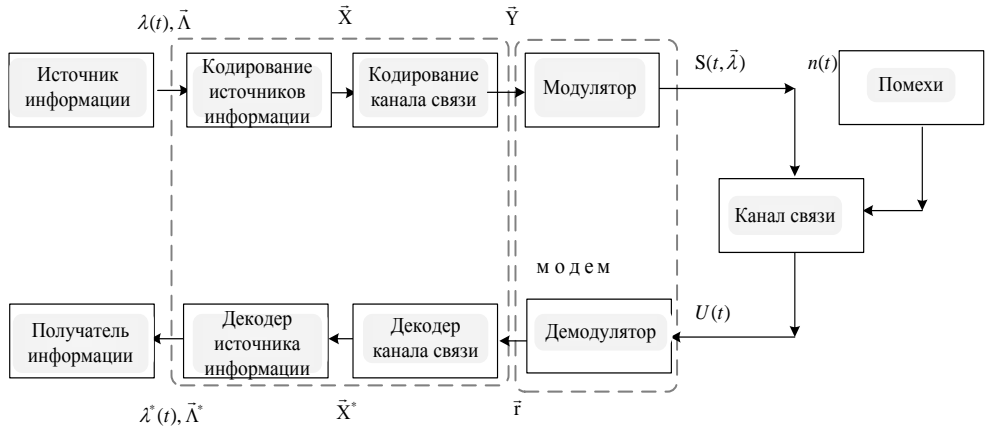 λ(t), Λ⃗
X⃗
Y⃗
Источник
информации
Кодирование
источников
информации
Кодирование
канала связи
Модулятор
S(t, λ⃗)
n(t)
Помехи
Канал связи
модем
Получатель
информации
Декодер
источника
информации
Декодер
канала связи
Демодулятор
U(t)
λ*(t), Λ⃗*
X⃗*
r⃗